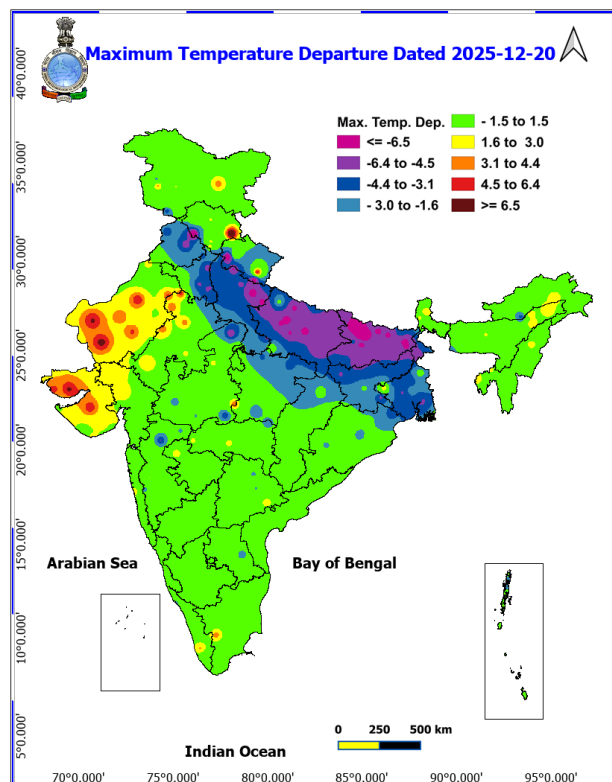 Maximum Temperature Departure Dated 2025-12-20
Max. Temp. Dep.
<= -6.5
-6.4 to -4.5
-4.4 to -3.1
- 3.0 to -1.6
- 1.5 to 1.5
1.6 to 3.0
3.1 to 4.4
4.5 to 6.4
>= 6.5
40°0.000'
35°0.000'
30°0.000'
25°0.000'
20°0.000'
15°0.000'
10°0.000'
5°0.000'
Arabian Sea
Bay of Bengal
Indian Ocean
0 250 500 km
70°0.000' 75°0.000' 80°0.000' 85°0.000' 90°0.000' 95°0.000'